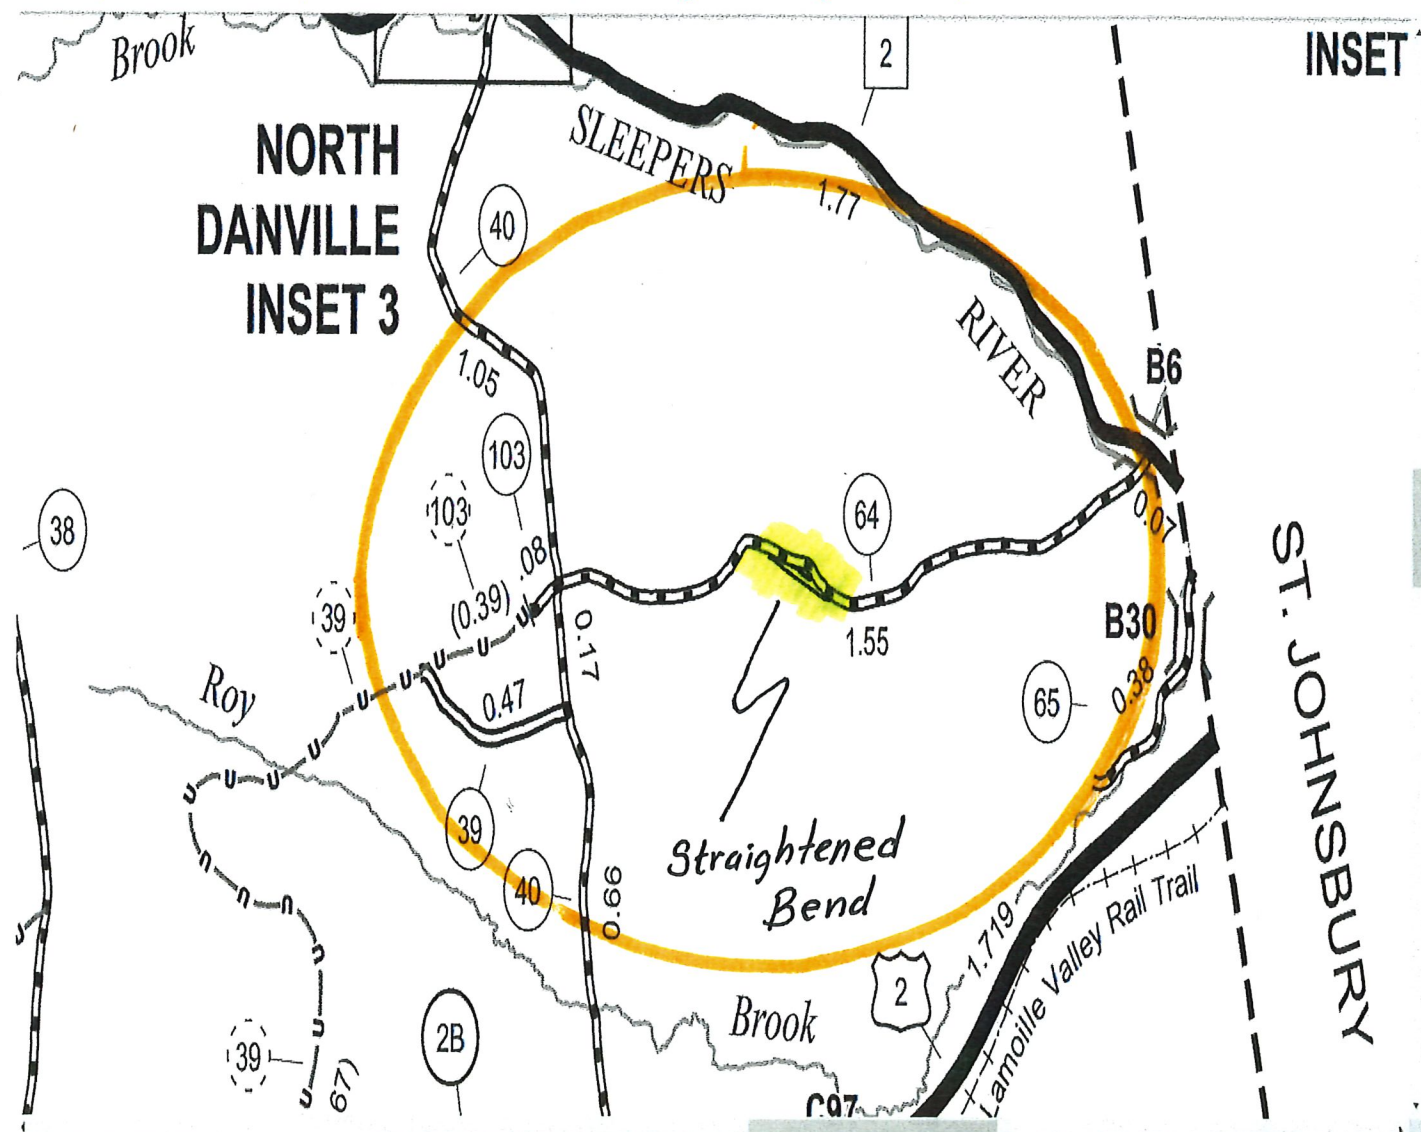 Brook
2
INSET
NORTH
DANVILLE
INSET 3
SLEEPERS
1.77
40
RIVER
B6
1.05
103
103
38
64
.08
0.07
(0.39)
39
0.17
1.55
B30
ST. JOHNSBURY
Roy
0.47
65
0.38
39
Straightened
Bend
40
0.66
1.719
Lamoille Valley Rail Trail
2
Brook
2B
39
67)
C97